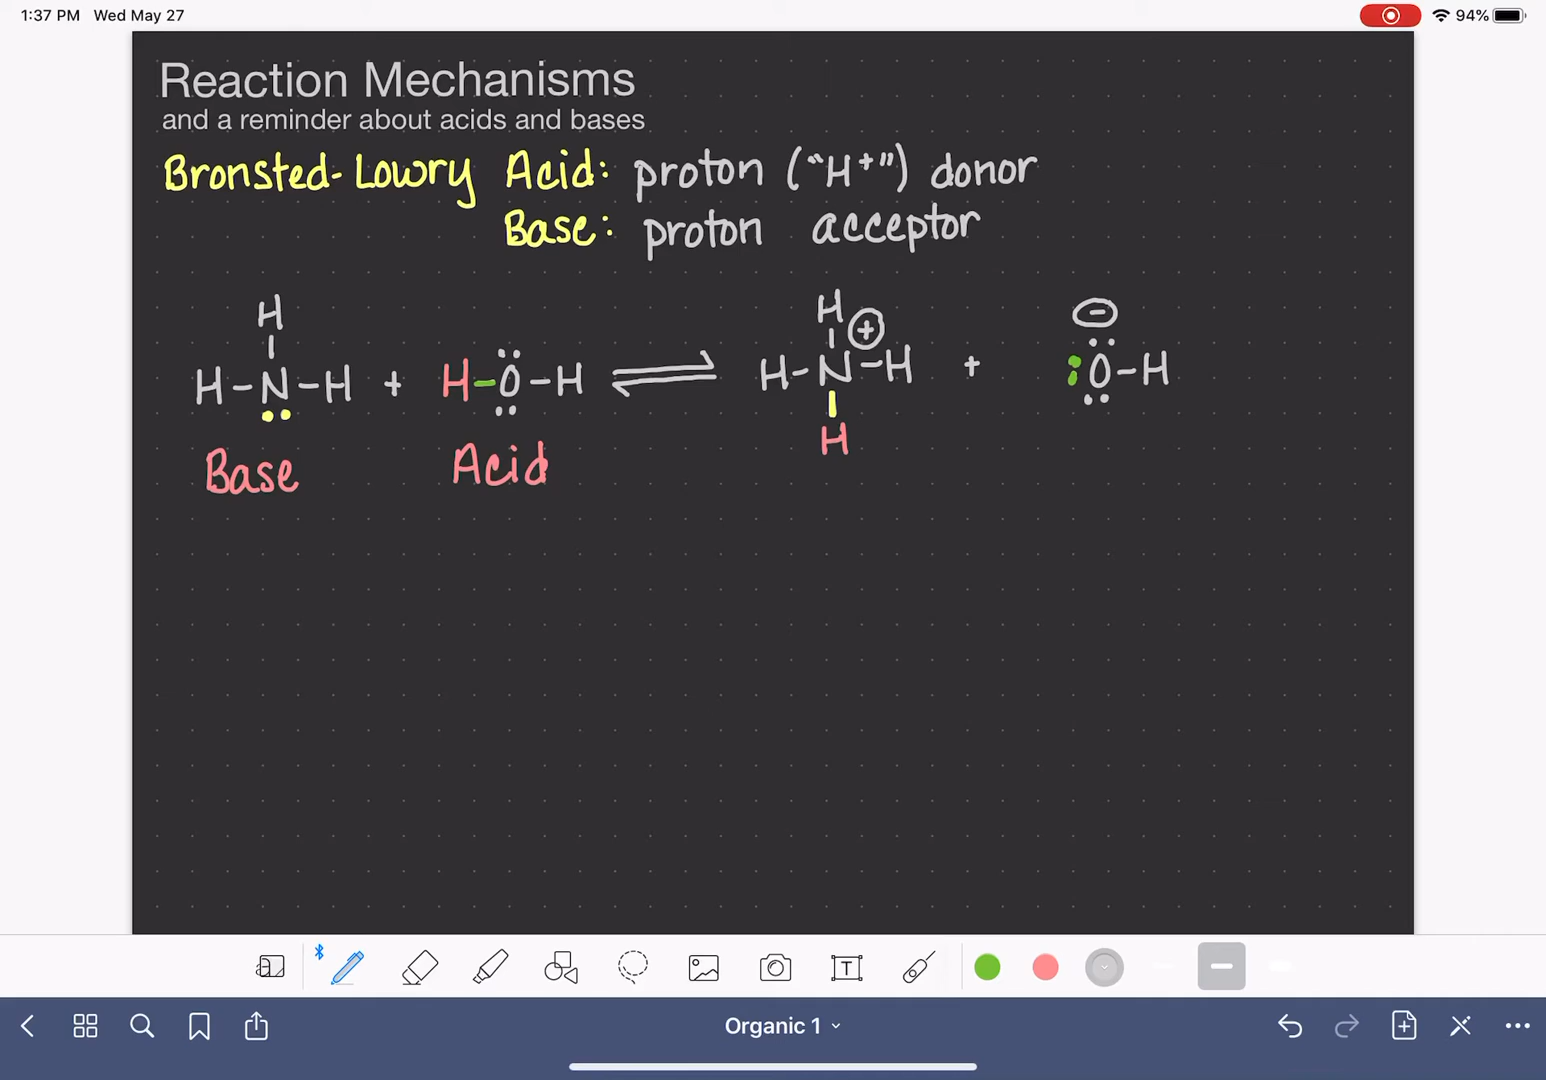 1:37 PM Wed May 27 94%
Reaction Mechanisms
and a reminder about acids and bases
Bronsted-Lowry Acid: proton ("H+") donor
Base: proton acceptor
H H ⊕ ⊖
H-N-H + H-O-H ⇌ H-N-H + :O-H
H
Base Acid
T
Organic 1